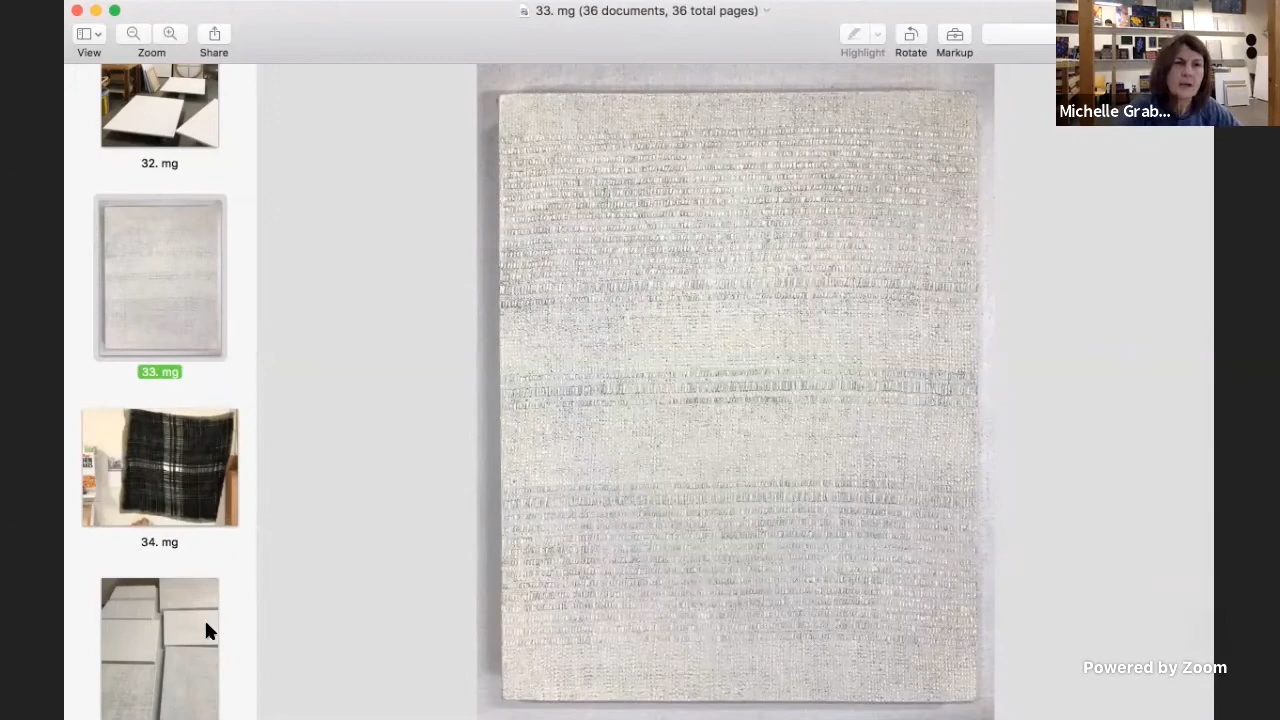 33. mg (36 documents, 36 total pages)
View
Zoom
Share
Highlight
Rotate
Markup
Michelle Grab...
32. mg
33. mg
34. mg
Powered by Zoom